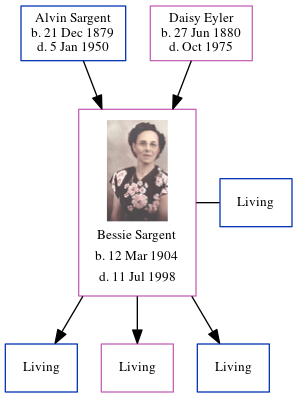 Alvin Sargent
b. 21 Dec 1879
d. 5 Jan 1950
Daisy Eyler
b. 27 Jun 1880
d. Oct 1975
Bessie Sargent
b. 12 Mar 1904
d. 11 Jul 1998
Living
Living
Living
Living